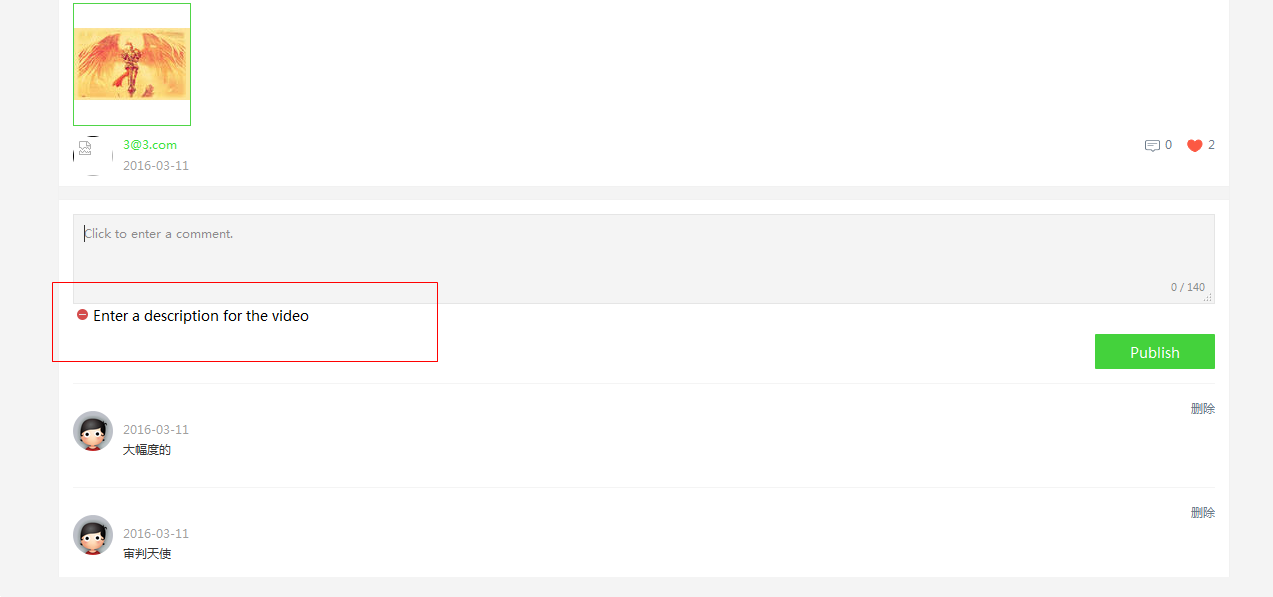 3@3.com
2016-03-11
0
2
Click to enter a comment.
0 / 140
Enter a description for the video
Publish
删除
2016-03-11
大幅度的
删除
2016-03-11
审判天使